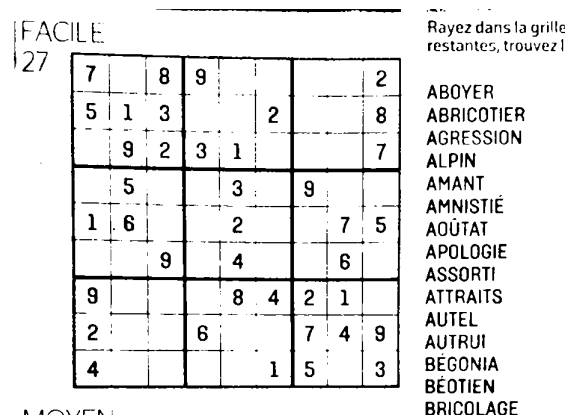 FACILE
27
7 8 9 2
5 1 3 2 8
9 2 3 1 7
5 3 9
1 6 2 7 5
9 4 6
9 8 4 2 1
2 6 7 4 9
4 1 5 3
MOYEN
Rayez dans la grille
restantes, trouvez l
ABOYER
ABRICOTIER
AGRESSION
ALPIN
AMANT
AMNISTIÉ
AOÛTAT
APOLOGIE
ASSORTI
ATTRAITS
AUTEL
AUTRUI
BÉGONIA
BÉOTIEN
BRICOLAGE